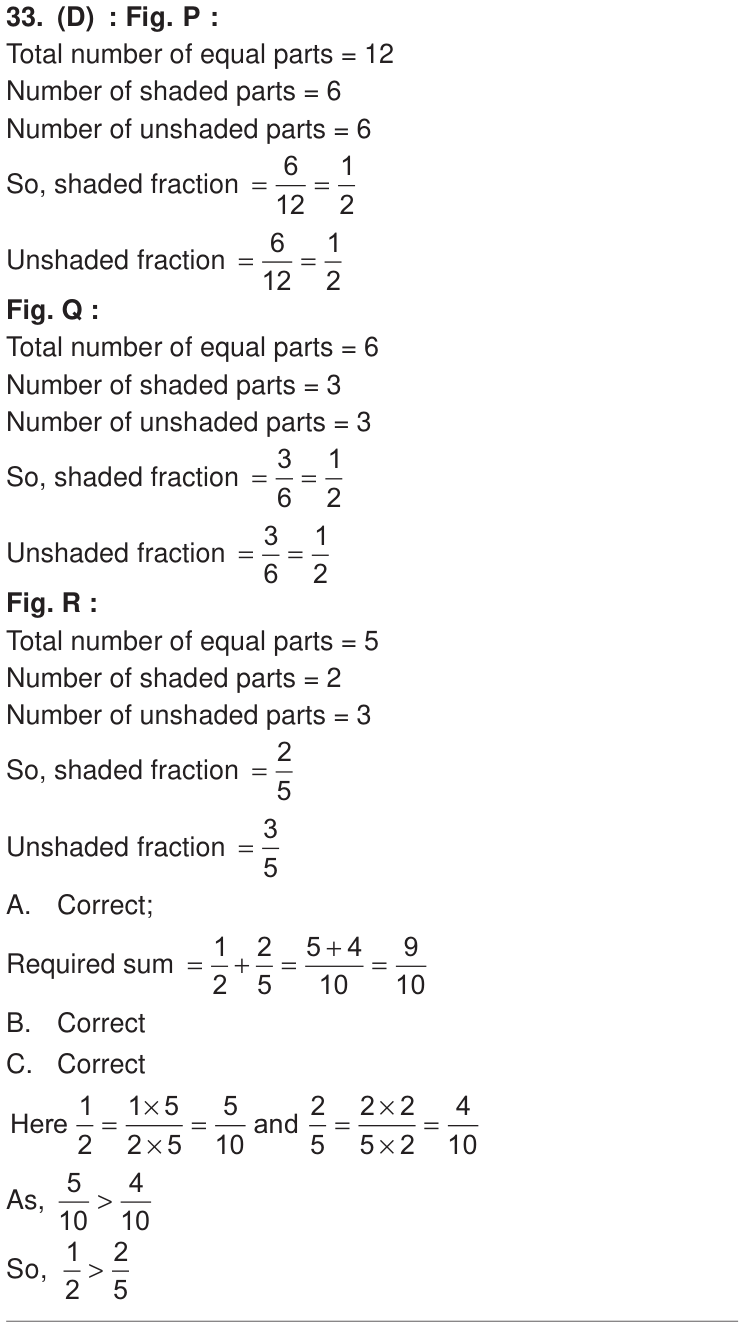 33. (D) : Fig. P :
Total number of equal parts = 12
Number of shaded parts = 6
Number of unshaded parts = 6
So, shaded fraction = 6/12 = 1/2
Unshaded fraction = 6/12 = 1/2
Fig. Q :
Total number of equal parts = 6
Number of shaded parts = 3
Number of unshaded parts = 3
So, shaded fraction = 3/6 = 1/2
Unshaded fraction = 3/6 = 1/2
Fig. R :
Total number of equal parts = 5
Number of shaded parts = 2
Number of unshaded parts = 3
So, shaded fraction = 2/5
Unshaded fraction = 3/5
A. Correct;
Required sum = 1/2 + 2/5 = (5 + 4)/10 = 9/10
B. Correct
C. Correct
Here 1/2 = (1 × 5)/(2 × 5) = 5/10 and 2/5 = (2 × 2)/(5 × 2) = 4/10
As, 5/10 > 4/10
So, 1/2 > 2/5